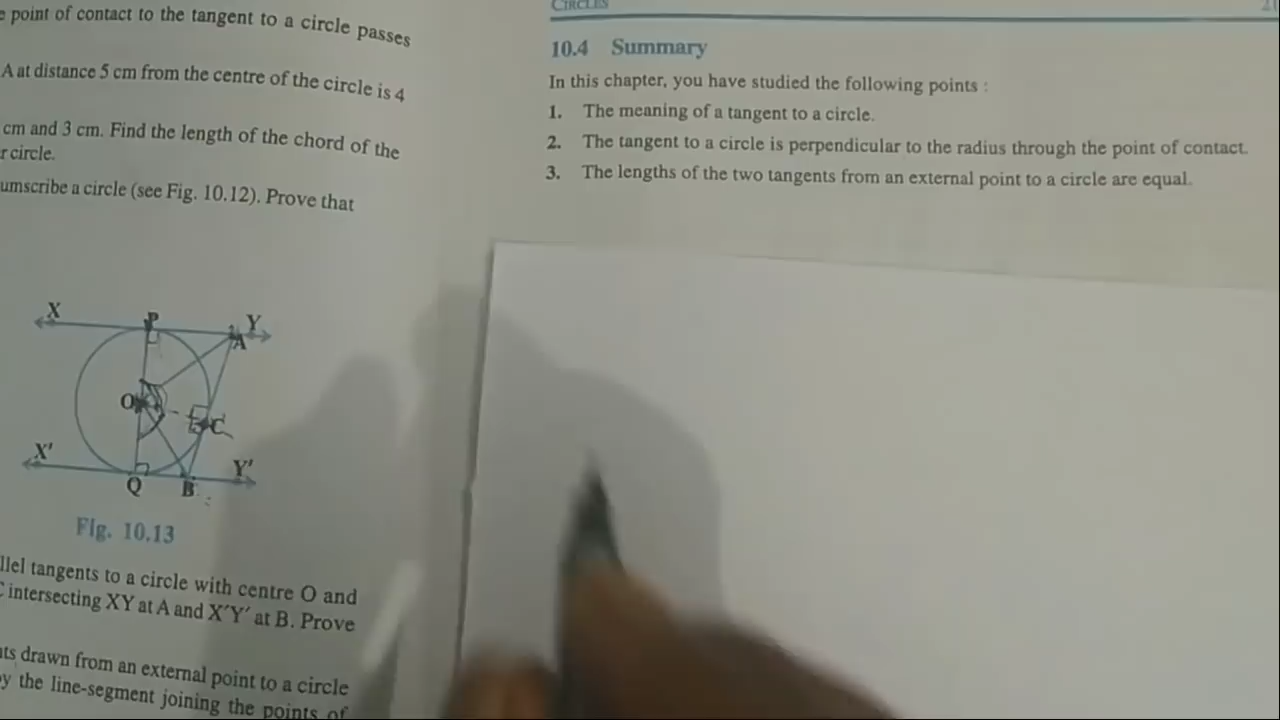 point of contact to the tangent to a circle passes
A at distance 5 cm from the centre of the circle is 4
cm and 3 cm. Find the length of the chord of the
r circle.
umscribe a circle (see Fig. 10.12). Prove that
X P Y
A
O C
X' Y'
Q B
Fig. 10.13
llel tangents to a circle with centre O and
C intersecting XY at A and X'Y' at B. Prove
nts drawn from an external point to a circle
by the line-segment joining the points of
CIRCLES
10.4 Summary
In this chapter, you have studied the following points :
1. The meaning of a tangent to a circle.
2. The tangent to a circle is perpendicular to the radius through the point of contact.
3. The lengths of the two tangents from an external point to a circle are equal.